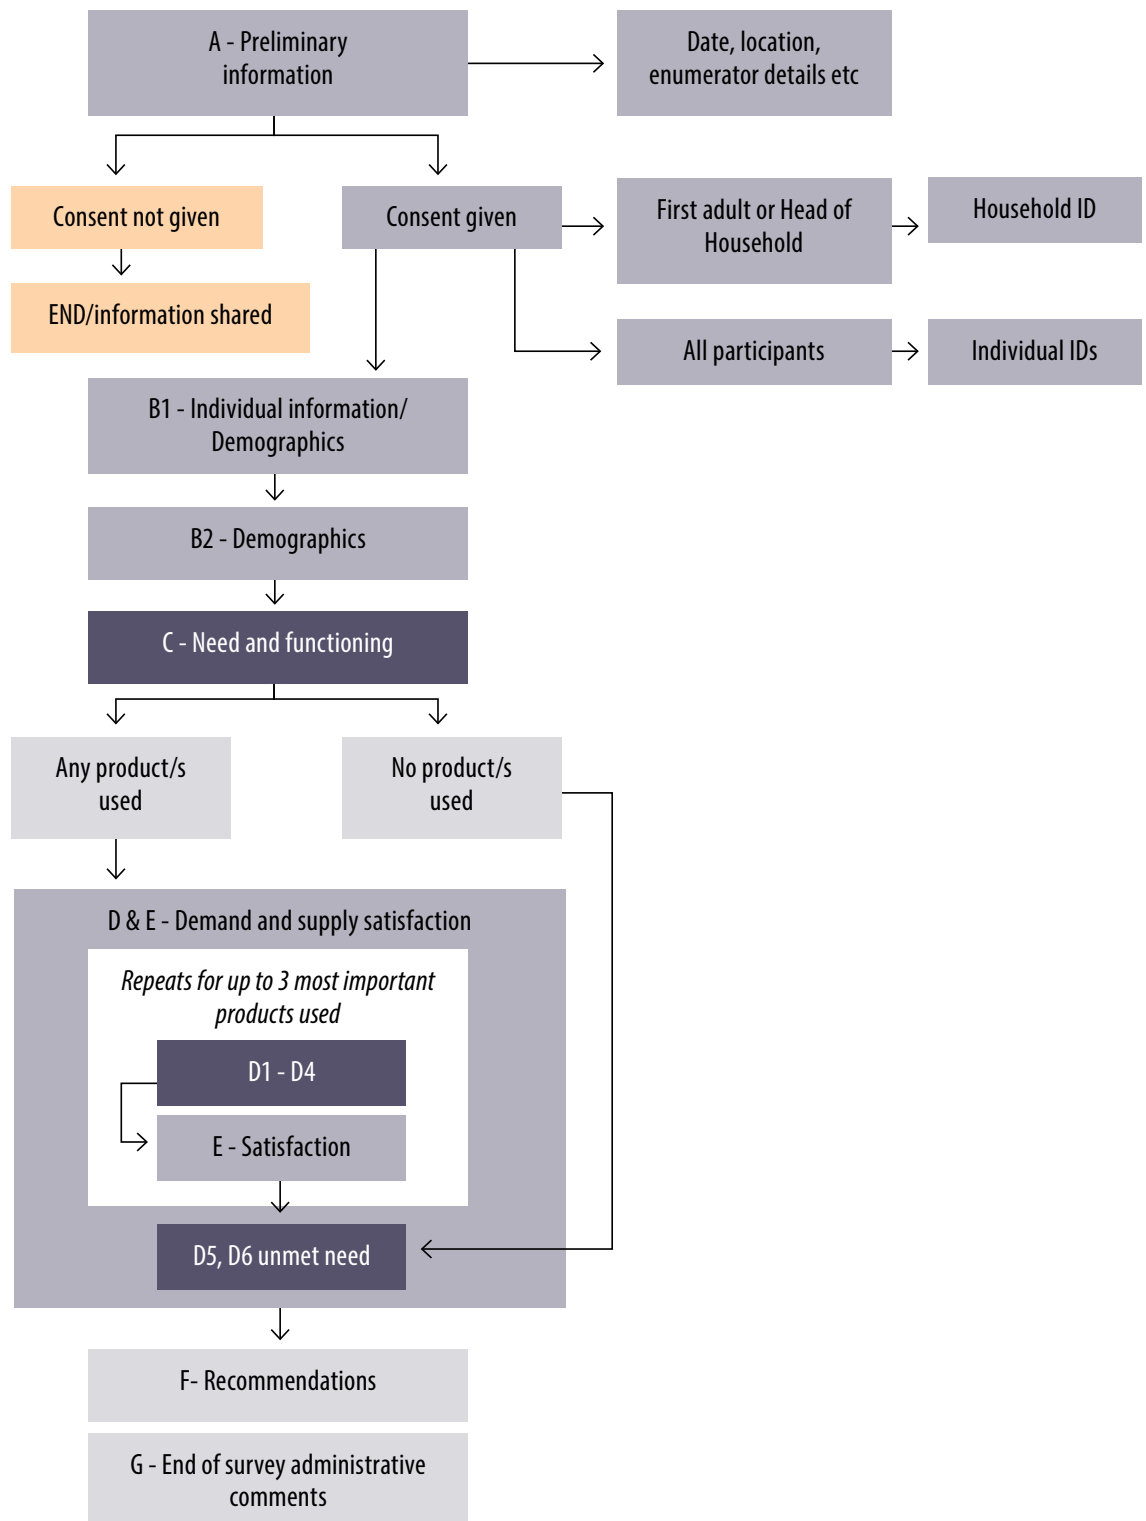 A - Preliminary
information
Date, location,
enumerator details etc
Consent not given
Consent given
First adult or Head of
Household
Household ID
END/information shared
All participants
Individual IDs
B1 - Individual information/
Demographics
B2 - Demographics
C - Need and functioning
Any product/s
used
No product/s
used
D & E - Demand and supply satisfaction
Repeats for up to 3 most important
products used
D1 - D4
E - Satisfaction
D5, D6 unmet need
F- Recommendations
G - End of survey administrative
comments